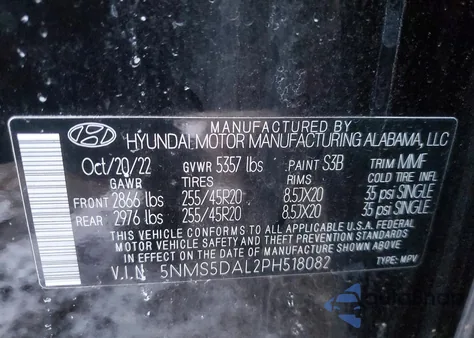 MANUFACTURED BY
HYUNDAI MOTOR MANUFACTURING ALABAMA, LLC
Oct/20/22 GVWR 5357 lbs PAINT S3B TRIM MMF
GAWR TIRES RIMS COLD TIRE INFL
FRONT 2866 lbs 255/45R20 8.5JX20 35 psi SINGLE
REAR 2976 lbs 255/45R20 8.5JX20 35 psi SINGLE
THIS VEHICLE CONFORMS TO ALL APPLICABLE U.S.A. FEDERAL
MOTOR VEHICLE SAFETY AND THEFT PREVENTION STANDARDS
IN EFFECT ON THE DATE OF MANUFACTURE SHOWN ABOVE
V.I.N 5NMS5DAL2PH518082 TYPE: MPV